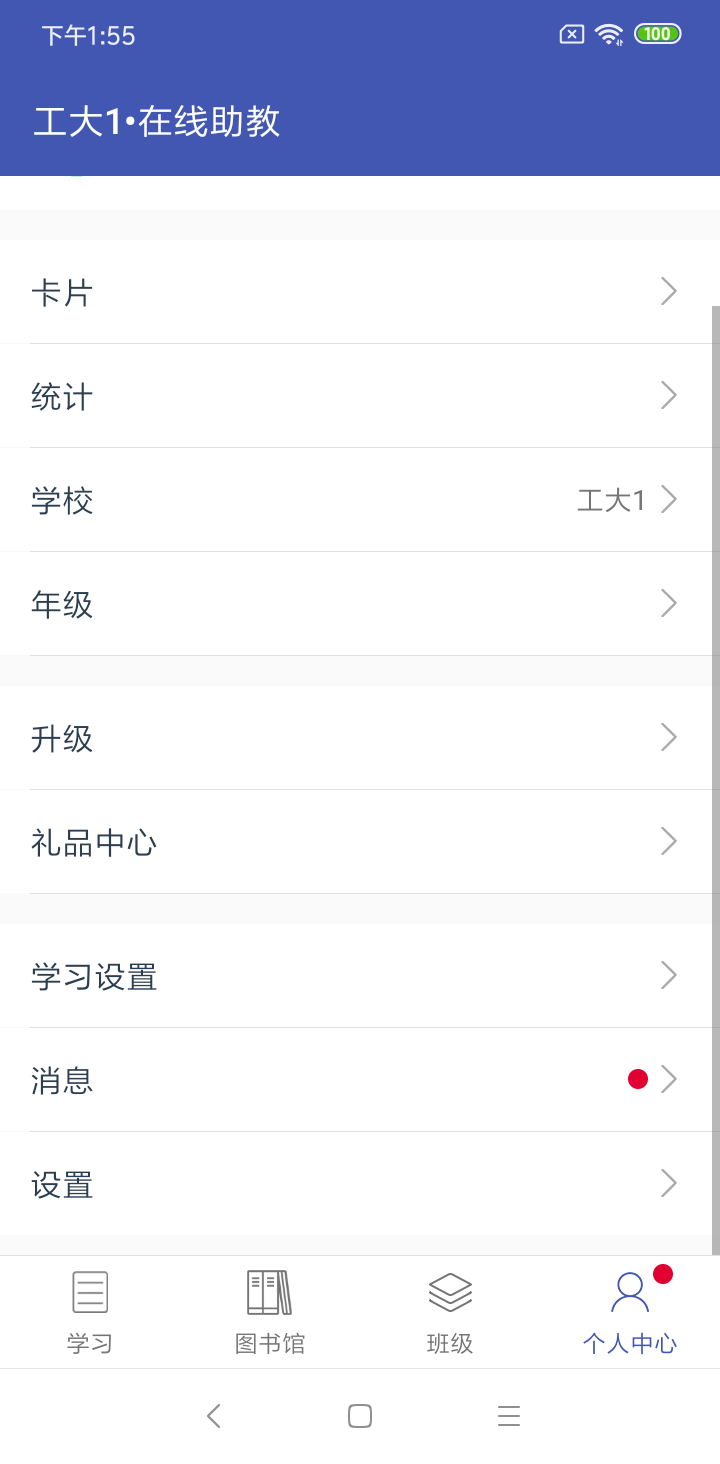 下午1:55
100
工大1•在线助教
卡片
统计
学校 工大1
年级
升级
礼品中心
学习设置
消息
设置
学习 图书馆 班级 个人中心